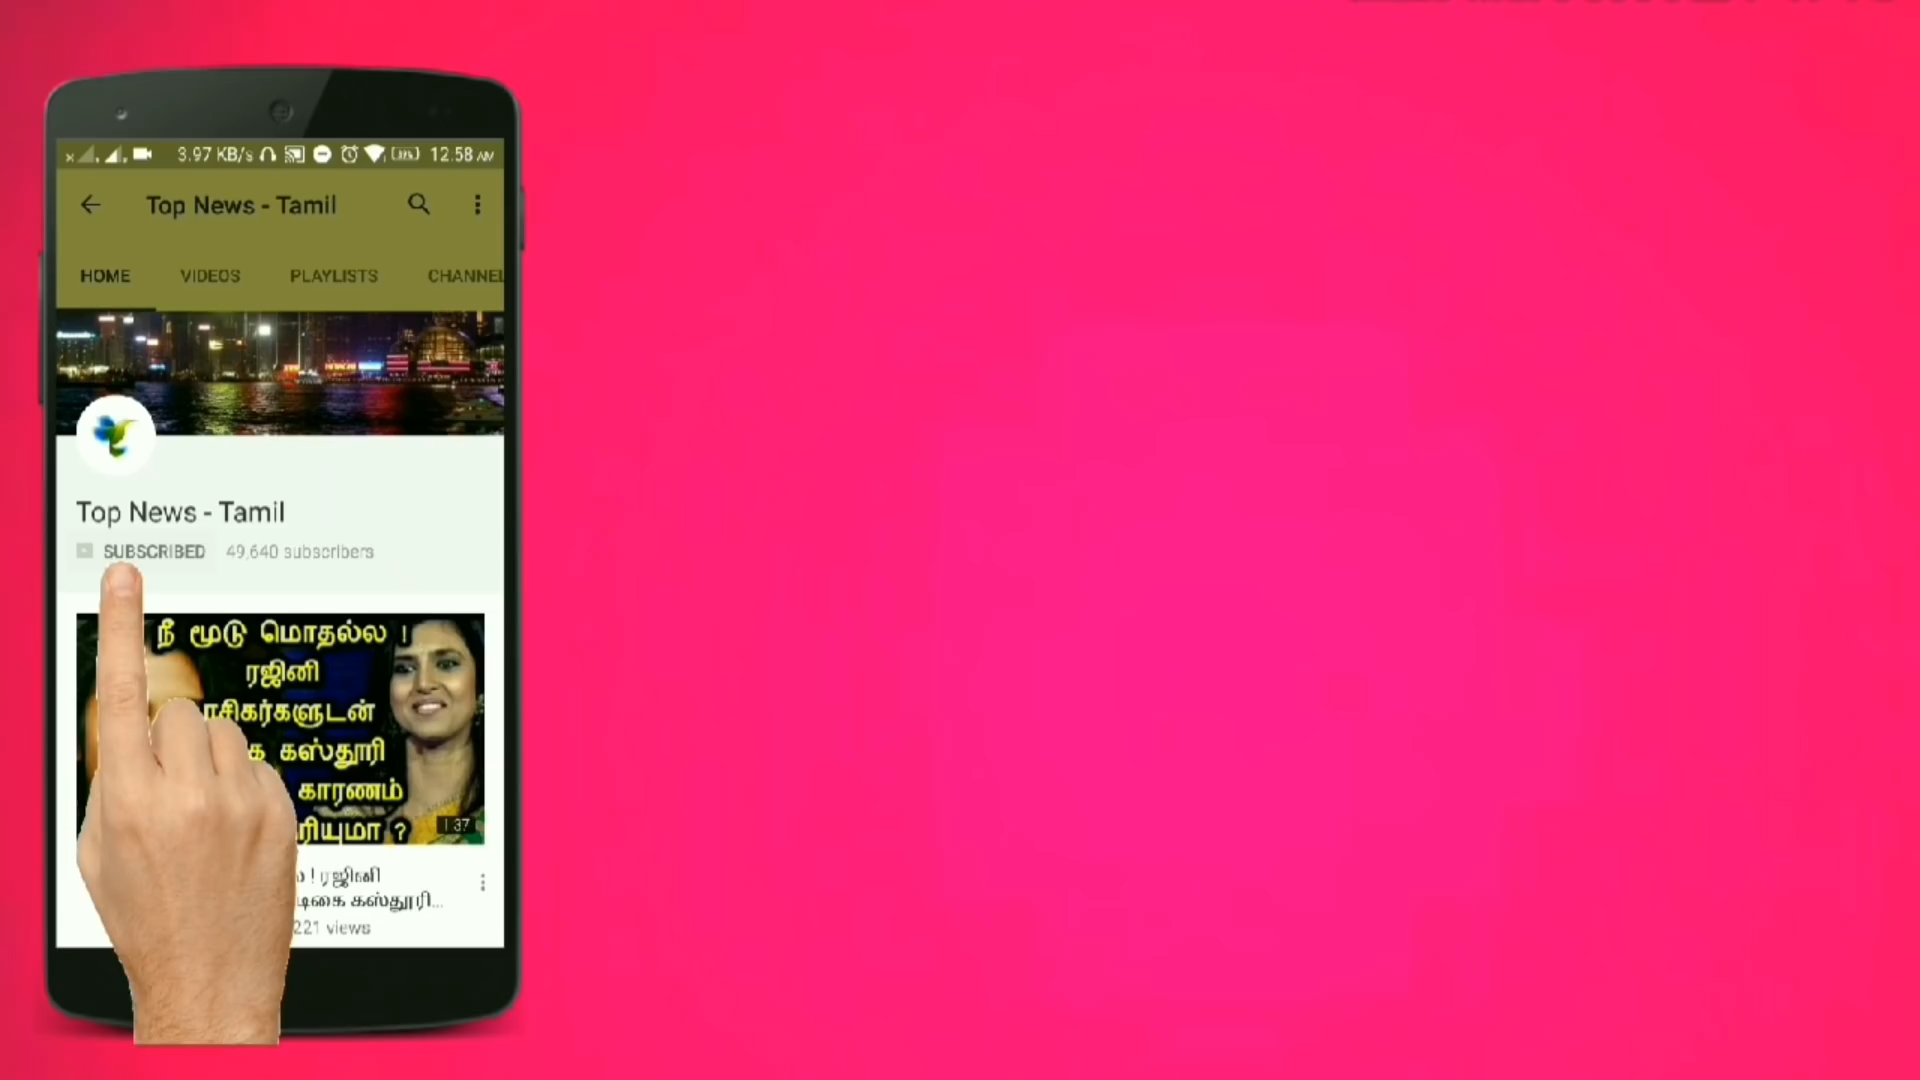 3.97 KB/s 12.58 AM
Top News - Tamil
HOME VIDEOS PLAYLISTS CHANNEL
Top News - Tamil
SUBSCRIBED 49,640 subscribers
நீ மூடு மொதல்ல !
ரஜினி
ரசிகர்களுடன்
கஸ்தூரி
காரணம்
ரியுமா ?
1:37
! ரஜினி
டிகை கஸ்தூரி...
221 views